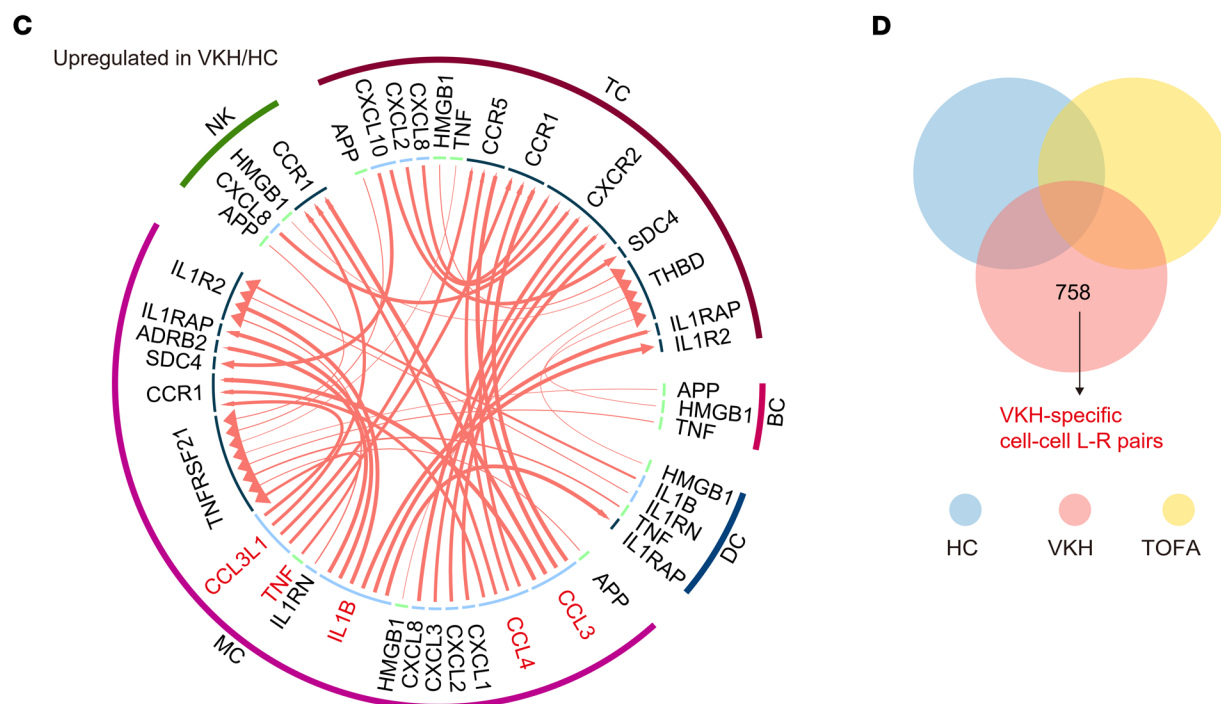 C
Upregulated in VKH/HC
NK
HMGB1
CXCL8
APP
CCR1
TC
APP
CXCL10
CXCL2
CXCL8
HMGB1
TNF
CCR5
CCR1
CXCR2
SDC4
THBD
IL1RAP
IL1R2
BC
APP
HMGB1
TNF
DC
HMGB1
IL1B
IL1RN
TNF
IL1RAP
MC
APP
CCL3
CCL4
CXCL1
CXCL2
CXCL3
CXCL8
HMGB1
IL1B
IL1RN
TNF
CCL3L1
TNFRSF21
CCR1
SDC4
ADRB2
IL1RAP
IL1R2
D
758
VKH-specific
cell-cell L-R pairs
HC
VKH
TOFA